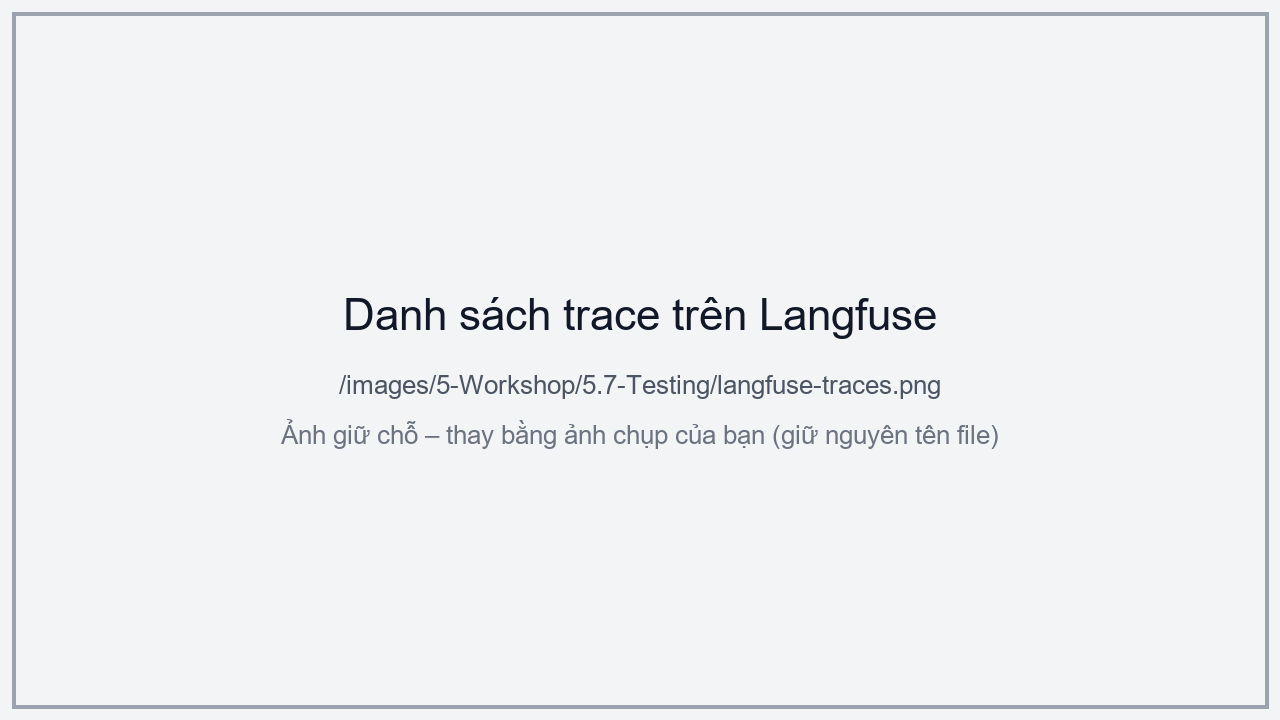 Danh sách trace trên Langfuse
/images/5-Workshop/5.7-Testing/langfuse-traces.png
Ảnh giữ chỗ – thay bằng ảnh chụp của bạn (giữ nguyên tên file)